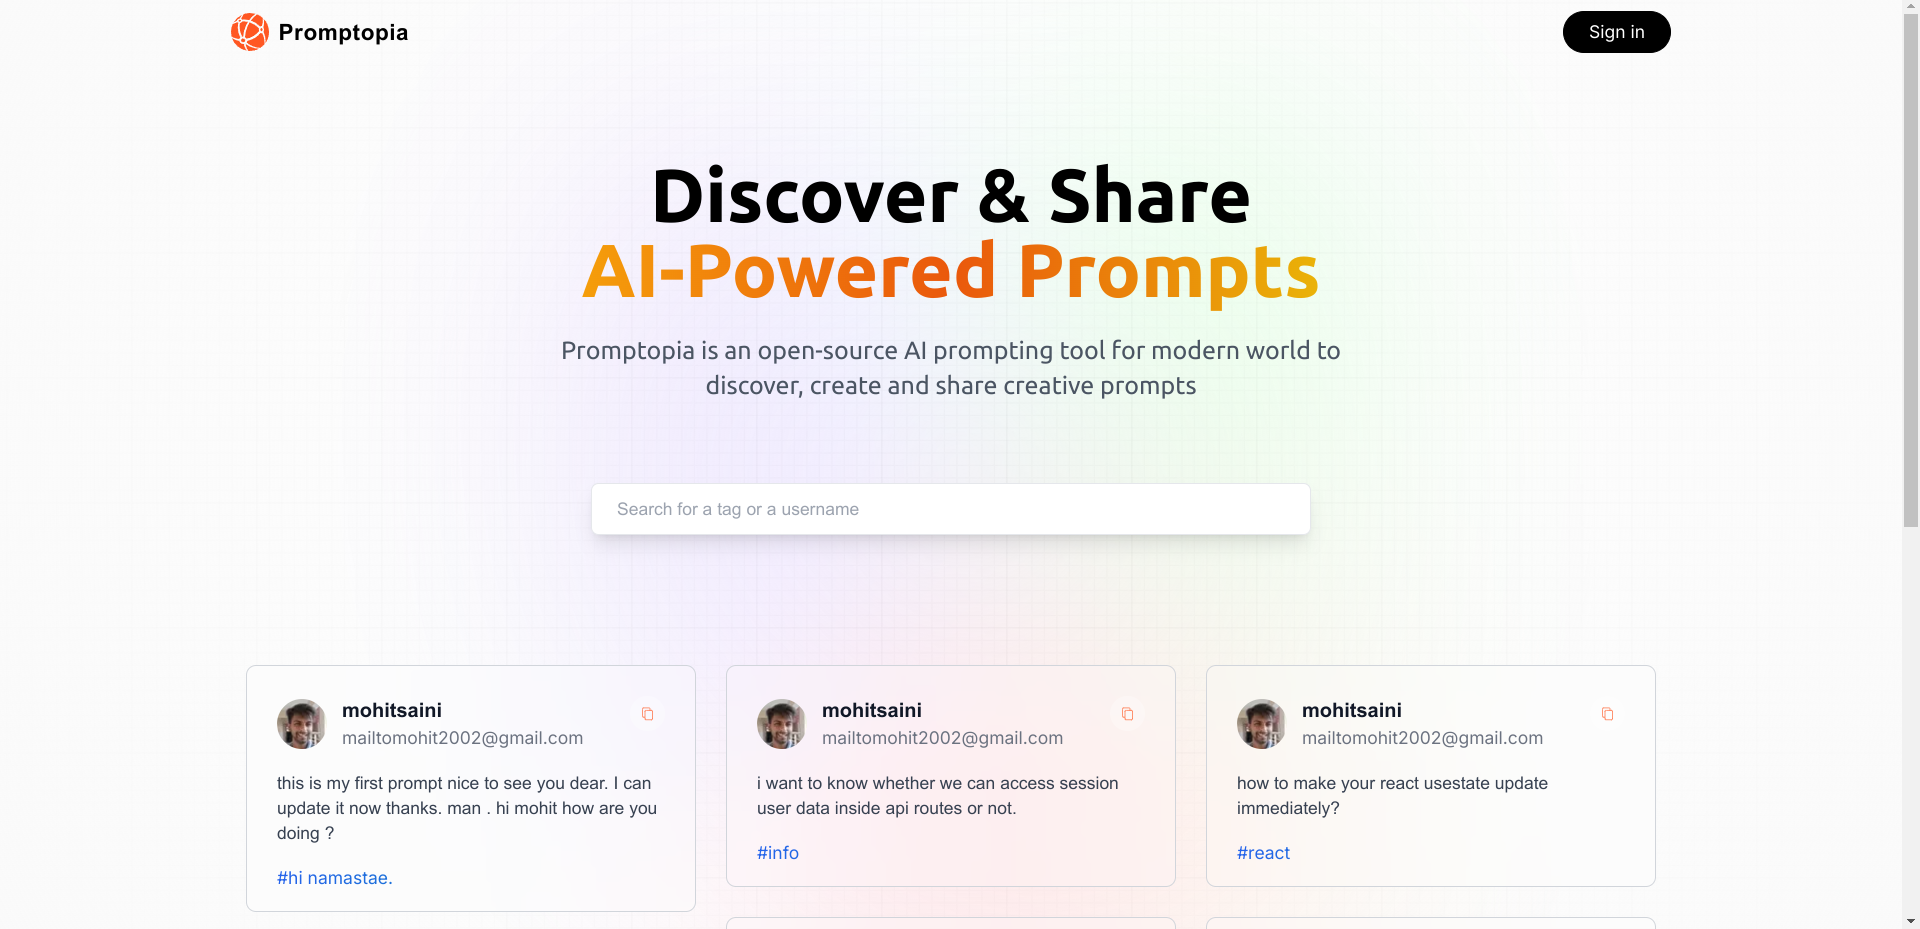 Promptopia
Sign in
Discover & Share
AI-Powered Prompts
Promptopia is an open-source AI prompting tool for modern world to
discover, create and share creative prompts
Search for a tag or a username
mohitsaini
mailtomohit2002@gmail.com
this is my first prompt nice to see you dear. I can
update it now thanks. man . hi mohit how are you
doing ?
#hi namastae.
mohitsaini
mailtomohit2002@gmail.com
i want to know whether we can access session
user data inside api routes or not.
#info
mohitsaini
mailtomohit2002@gmail.com
how to make your react usestate update
immediately?
#react